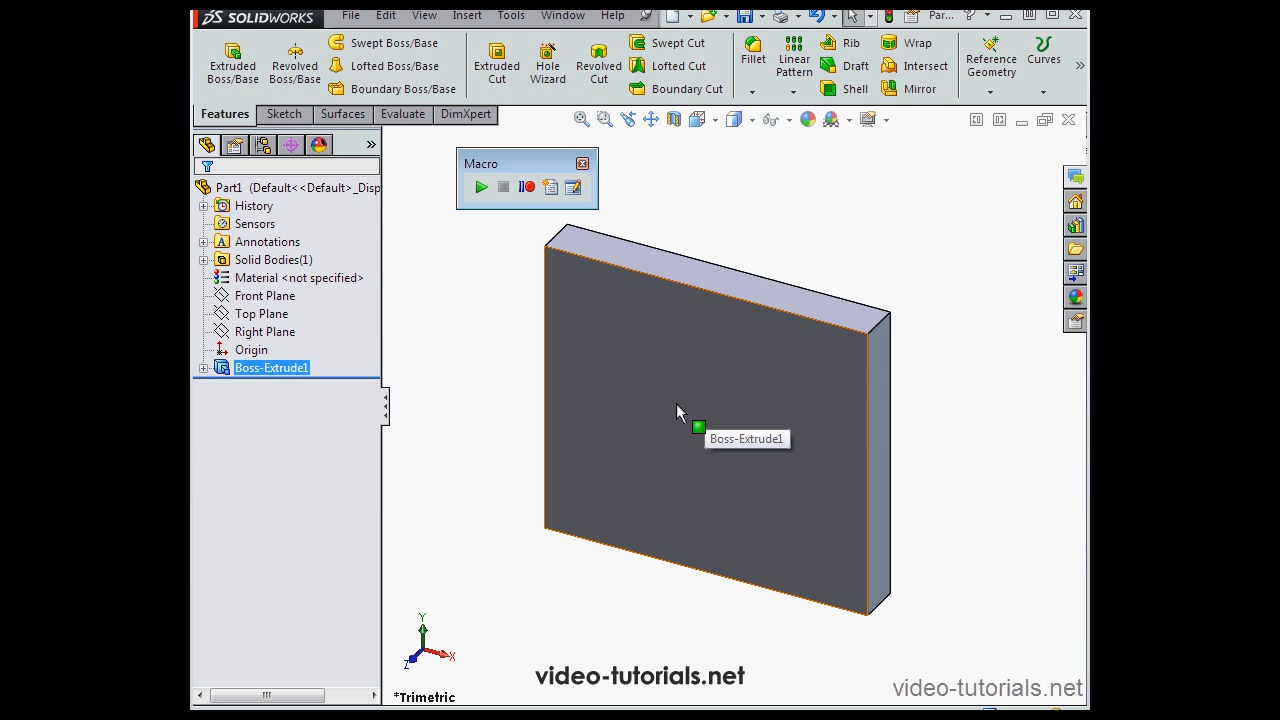 SOLIDWORKS File Edit View Insert Tools Window Help Par... ?
Extruded Boss/Base
Revolved Boss/Base
Swept Boss/Base
Lofted Boss/Base
Boundary Boss/Base
Extruded Cut
Hole Wizard
Revolved Cut
Swept Cut
Lofted Cut
Boundary Cut
Fillet
Linear Pattern
Rib
Draft
Shell
Wrap
Intersect
Mirror
Reference Geometry
Curves
Features Sketch Surfaces Evaluate DimXpert
Macro
Part1 (Default<<Default>_Disp
History
Sensors
Annotations
Solid Bodies(1)
Material <not specified>
Front Plane
Top Plane
Right Plane
Origin
Boss-Extrude1
Boss-Extrude1
Y
X
Z
*Trimetric
video-tutorials.net
video-tutorials.net